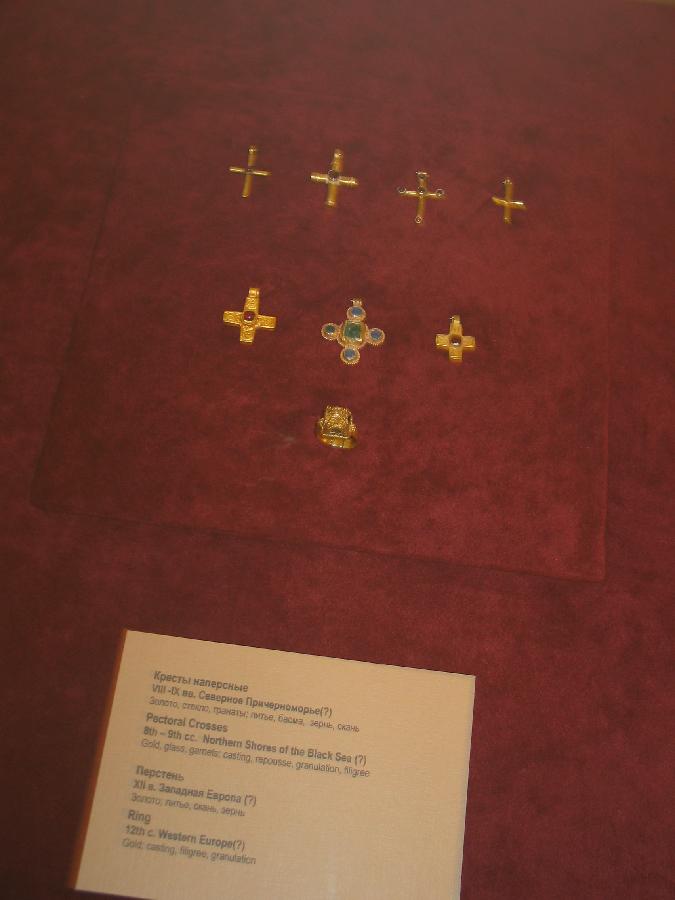 Кресты наперсные
VIII -IX вв. Северное Причерноморье(?)
Золото, стекло, гранаты; литье, басма, зернь, скань
Pectoral Crosses
8th – 9th cc. Northern Shores of the Black Sea (?)
Gold, glass, garnets; casting, repousse, granulation, filigree
Перстень
XII в. Западная Европа (?)
Золото; литье, скань, зернь
Ring
12th c. Western Europe(?)
Gold; casting, filigree, granulation